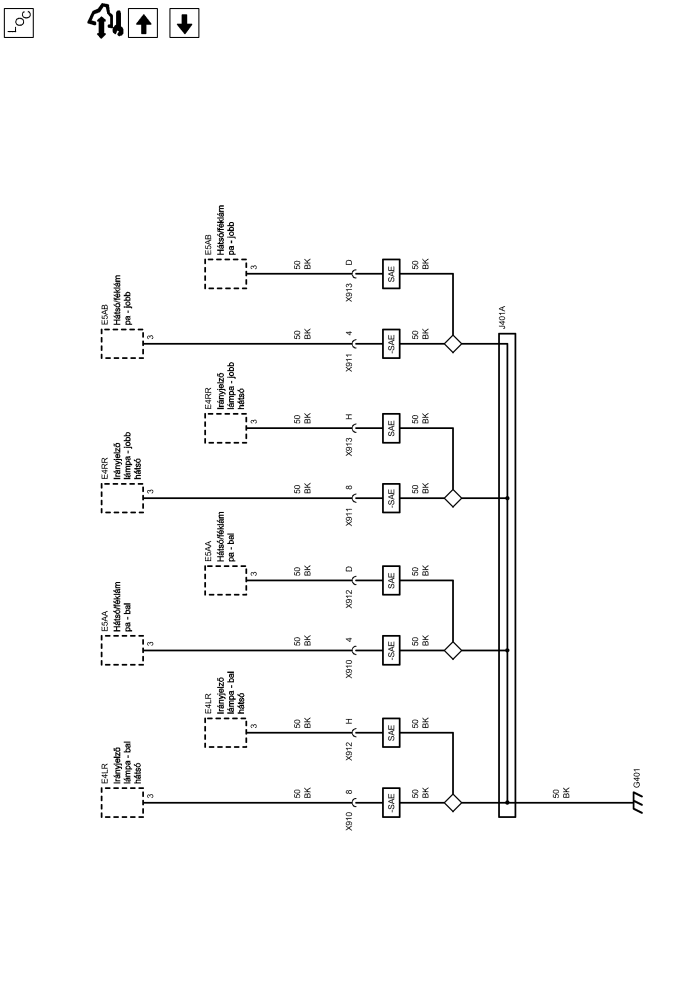 LOC
E4LR
Irányjelző
lámpa - bal
hátsó
3
E5AA
Hátsó/féklám
pa - bal
3
E4RR
Irányjelző
lámpa - jobb
hátsó
3
E5AB
Hátsó/féklám
pa - jobb
3
E4LR
Irányjelző
lámpa - bal
hátsó
3
E5AA
Hátsó/féklám
pa - bal
3
E4RR
Irányjelző
lámpa - jobb
hátsó
3
E5AB
Hátsó/féklám
pa - jobb
3
50 50 50 50 50 50 50 50
BK BK BK BK BK BK BK BK
X910 8 X912 H X910 4 X912 D X911 8 X913 H X911 4 X913 D
-SAE SAE -SAE SAE -SAE SAE -SAE SAE
50 50 50 50 50 50 50 50
BK BK BK BK BK BK BK BK
J401A
50
BK
G401